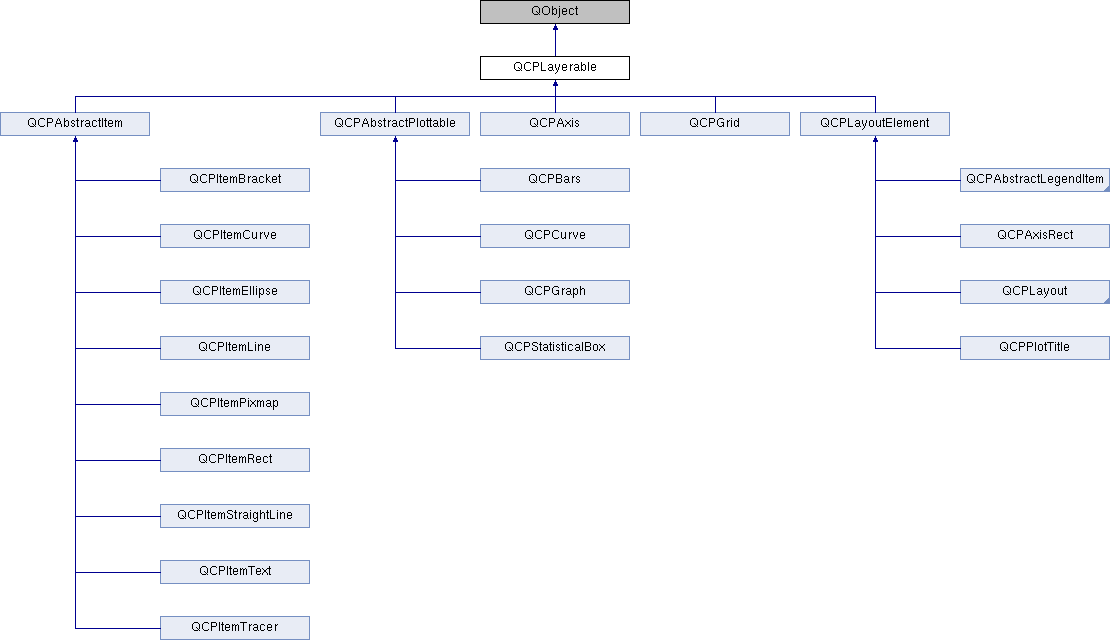 QObject
QCPLayerable
QCPAbstractItem
QCPAbstractPlottable
QCPAxis
QCPGrid
QCPLayoutElement
QCPItemBracket
QCPBars
QCPAbstractLegendItem
QCPItemCurve
QCPCurve
QCPAxisRect
QCPItemEllipse
QCPGraph
QCPLayout
QCPItemLine
QCPStatisticalBox
QCPPlotTitle
QCPItemPixmap
QCPItemRect
QCPItemStraightLine
QCPItemText
QCPItemTracer